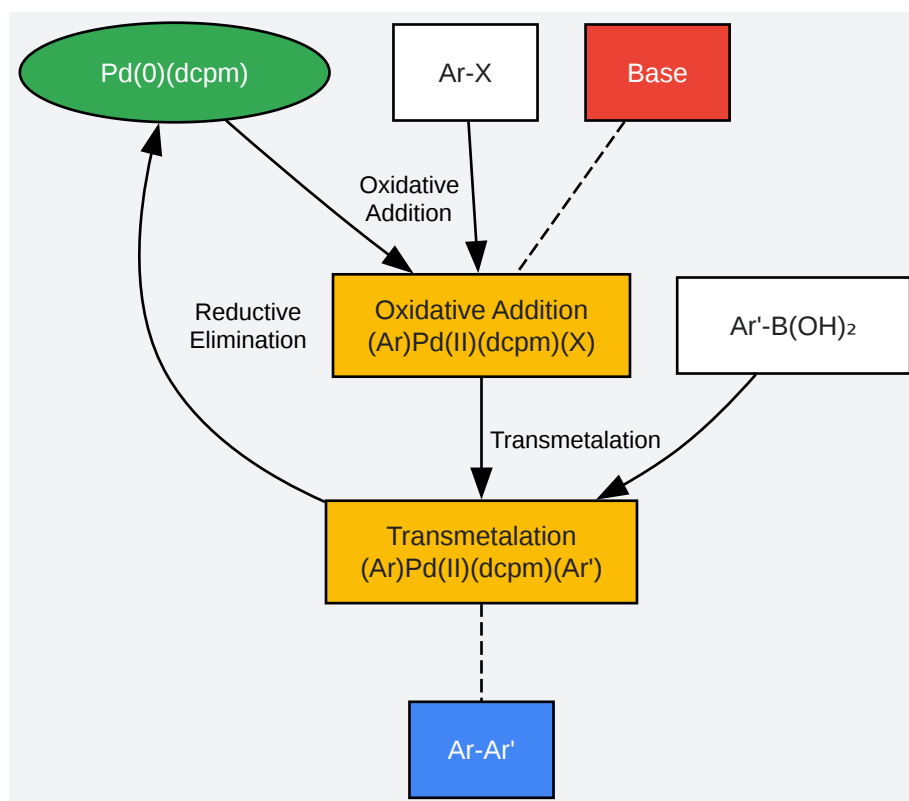 Pd(0)(dcpm)
Ar-X
Base
Oxidative
Addition
Reductive
Elimination
Oxidative Addition
(Ar)Pd(II)(dcpm)(X)
Ar'-B(OH)₂
Transmetalation
Transmetalation
(Ar)Pd(II)(dcpm)(Ar')
Ar-Ar'